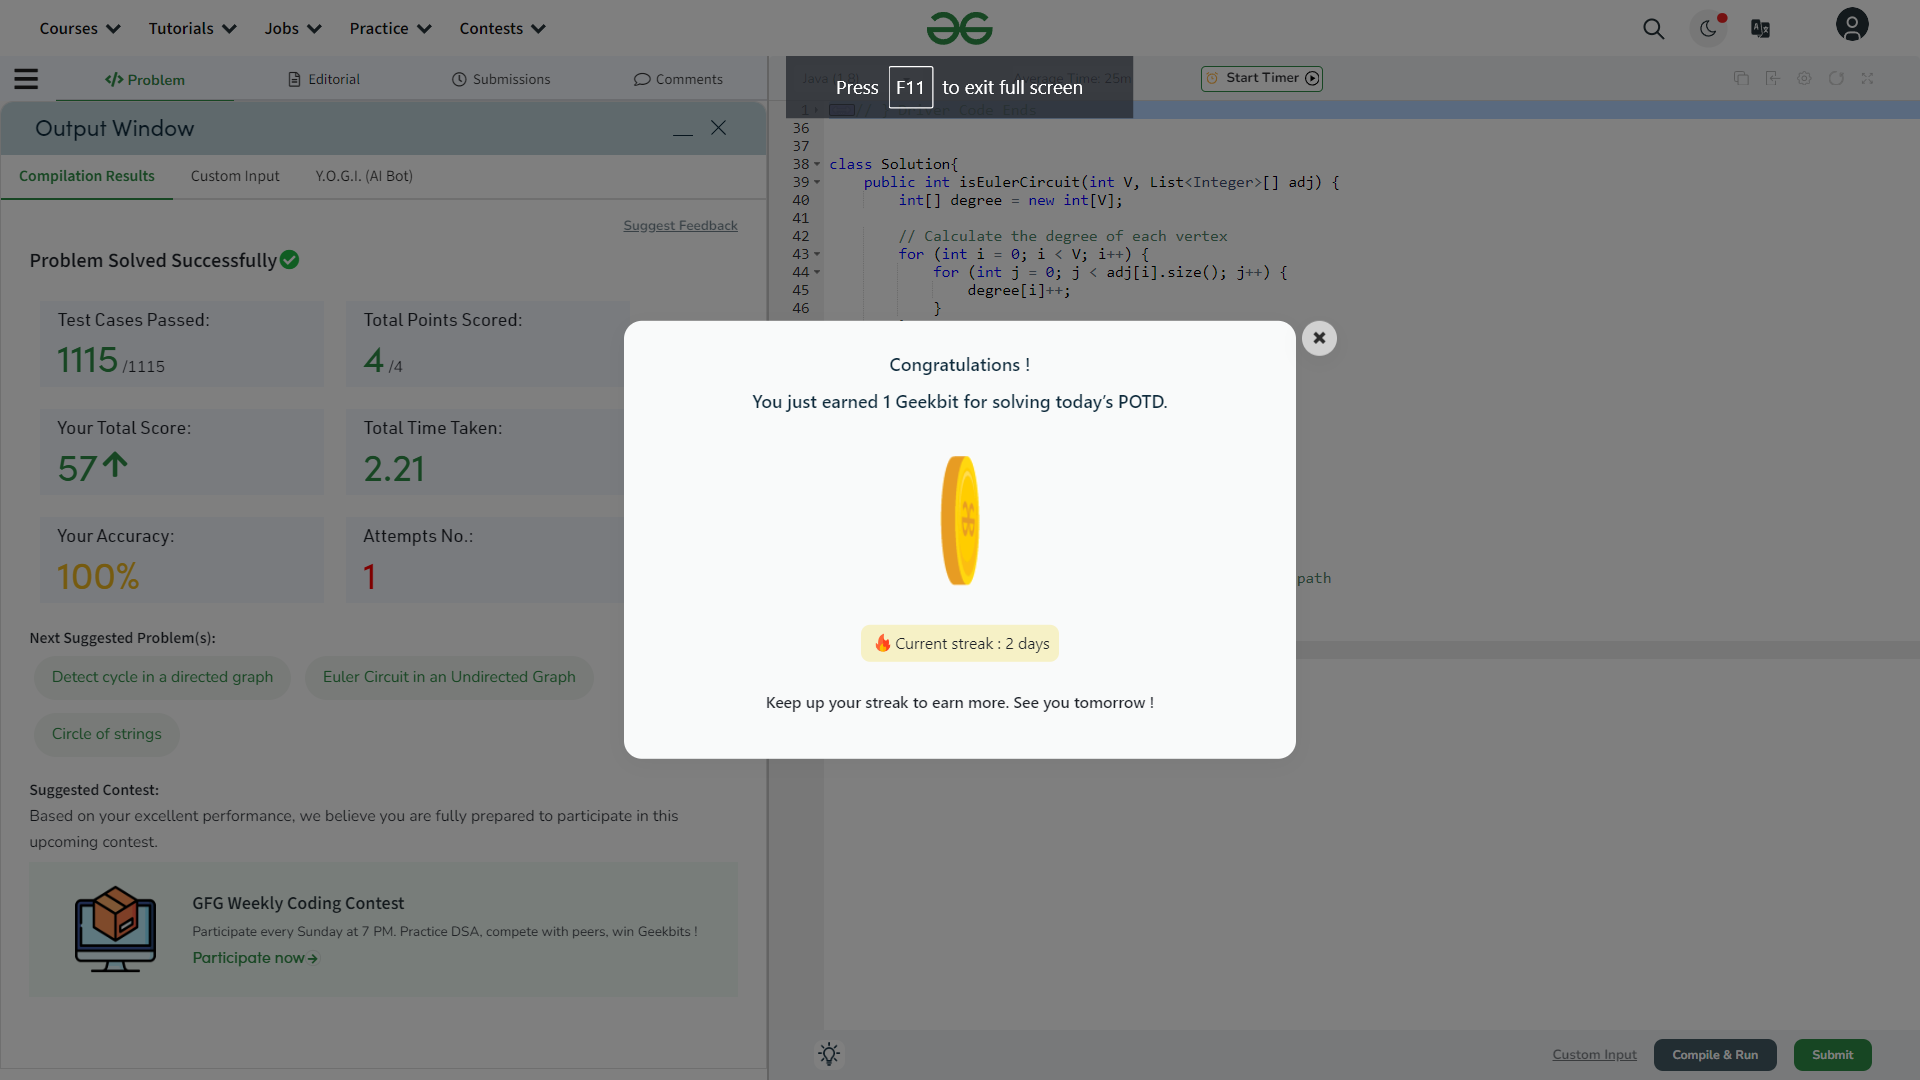 Courses Tutorials Jobs Practice Contests
Problem Editorial Submissions Comments
Average Time: 25m
Start Timer
Press F11 to exit full screen
Output Window
Compilation Results Custom Input Y.O.G.I. (AI Bot)
Suggest Feedback
Problem Solved Successfully
Test Cases Passed:
1115 /1115
Total Points Scored:
4 /4
Your Total Score:
57
Total Time Taken:
2.21
Your Accuracy:
100%
Attempts No.:
1
Next Suggested Problem(s):
Detect cycle in a directed graph
Euler Circuit in an Undirected Graph
Circle of strings
Suggested Contest:
Based on your excellent performance, we believe you are fully prepared to participate in this
upcoming contest.
GFG Weekly Coding Contest
Participate every Sunday at 7 PM. Practice DSA, compete with peers, win Geekbits !
Participate now
1 // } Driver Code Ends
36
37
38 class Solution{
39 public int isEulerCircuit(int V, List<Integer>[] adj) {
40 int[] degree = new int[V];
41
42 // Calculate the degree of each vertex
43 for (int i = 0; i < V; i++) {
44 for (int j = 0; j < adj[i].size(); j++) {
45 degree[i]++;
46 }
path
Congratulations !
You just earned 1 Geekbit for solving today's POTD.
Current streak : 2 days
Keep up your streak to earn more. See you tomorrow !
Custom Input Compile & Run Submit